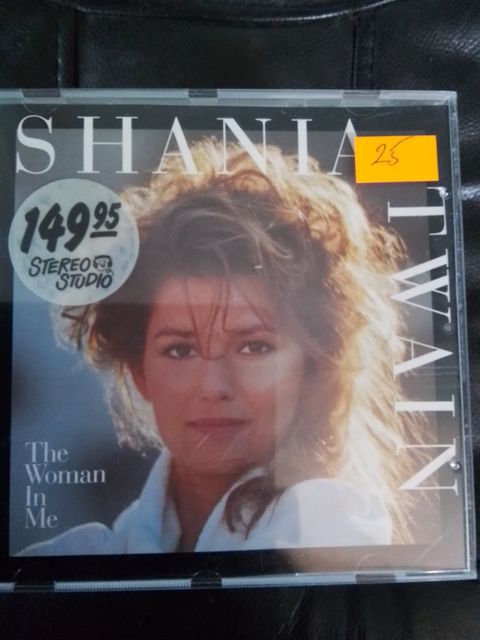 SHANIA
TWAIN
25
149 95
STEREO
STUDIO
The
Woman
In
Me